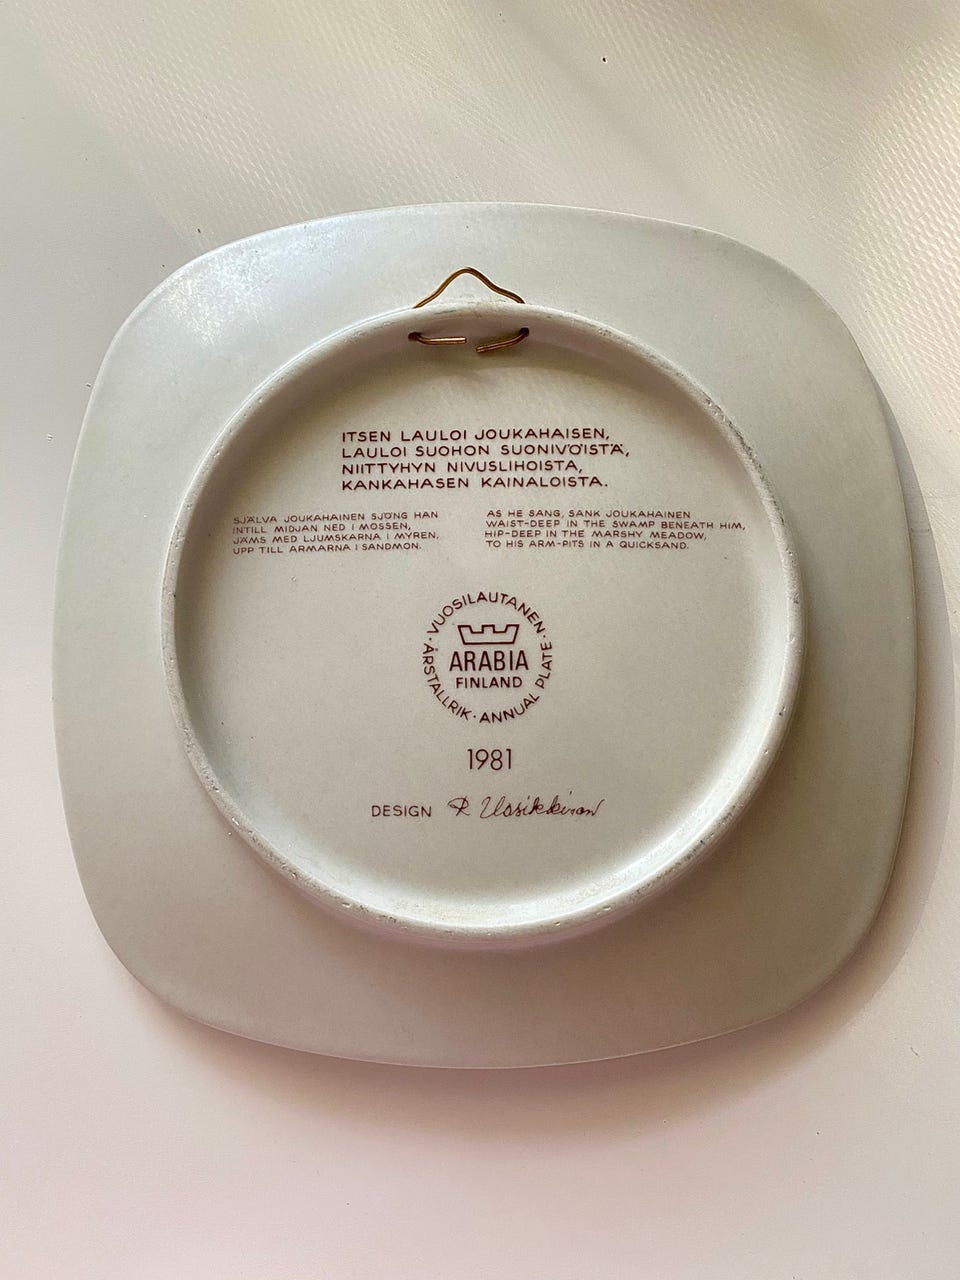 ITSEN LAULOI JOUKAHAISEN,
LAULOI SUOHON SUONIVÖISTÄ,
NIITTYHYN NIVUSLIHOISTA,
KANKAHASEN KAINALOISTA.
SJÄLVA JOUKAHAINEN SJÖNG HAN
INTILL MIDJAN NED I MOSSEN,
JÄMS MED LJUMSKARNA I MYREN,
UPP TILL ARMARNA I SANDMON.
AS HE SANG, SANK JOUKAHAINEN
WAIST-DEEP IN THE SWAMP BENEATH HIM,
HIP-DEEP IN THE MARSHY MEADOW,
TO HIS ARM-PITS IN A QUICKSAND.
· VUOSILAUTANEN · ANNUAL PLATE · ÅRSTALLRIK
ARABIA
FINLAND
1981
DESIGN R Uosikkinen